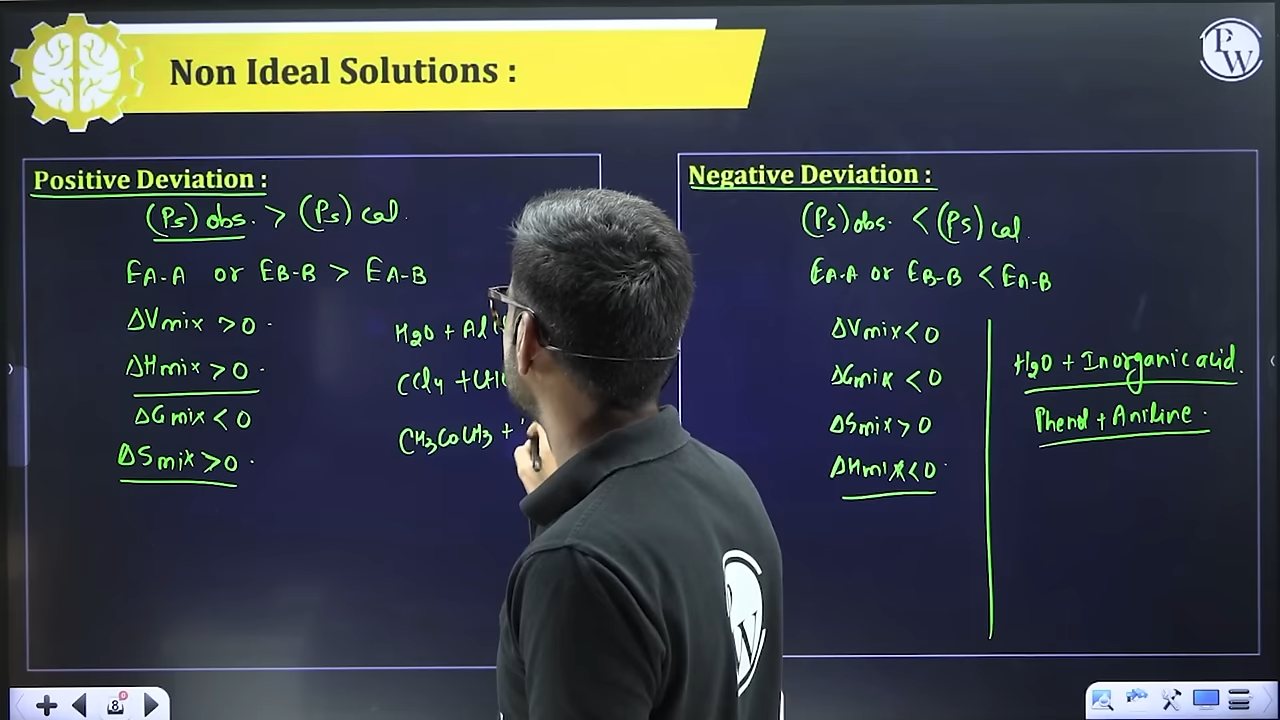 Non Ideal Solutions :
PW
Positive Deviation :
(Ps) obs. > (Ps) cal.
EA-A or EB-B > EA-B
ΔVmix > 0 .
ΔHmix > 0 .
ΔGmix < 0
ΔSmix > 0 .
H2O +
CCl4 +
CH3COCH3 +
Negative Deviation :
(Ps) obs. < (Ps) cal.
EA-A or EB-B < EA-B
ΔVmix < 0
ΔGmix < 0
ΔSmix > 0
ΔHmix < 0 .
H2O + Inorganic acid.
Phenol + Aniline .
W
8